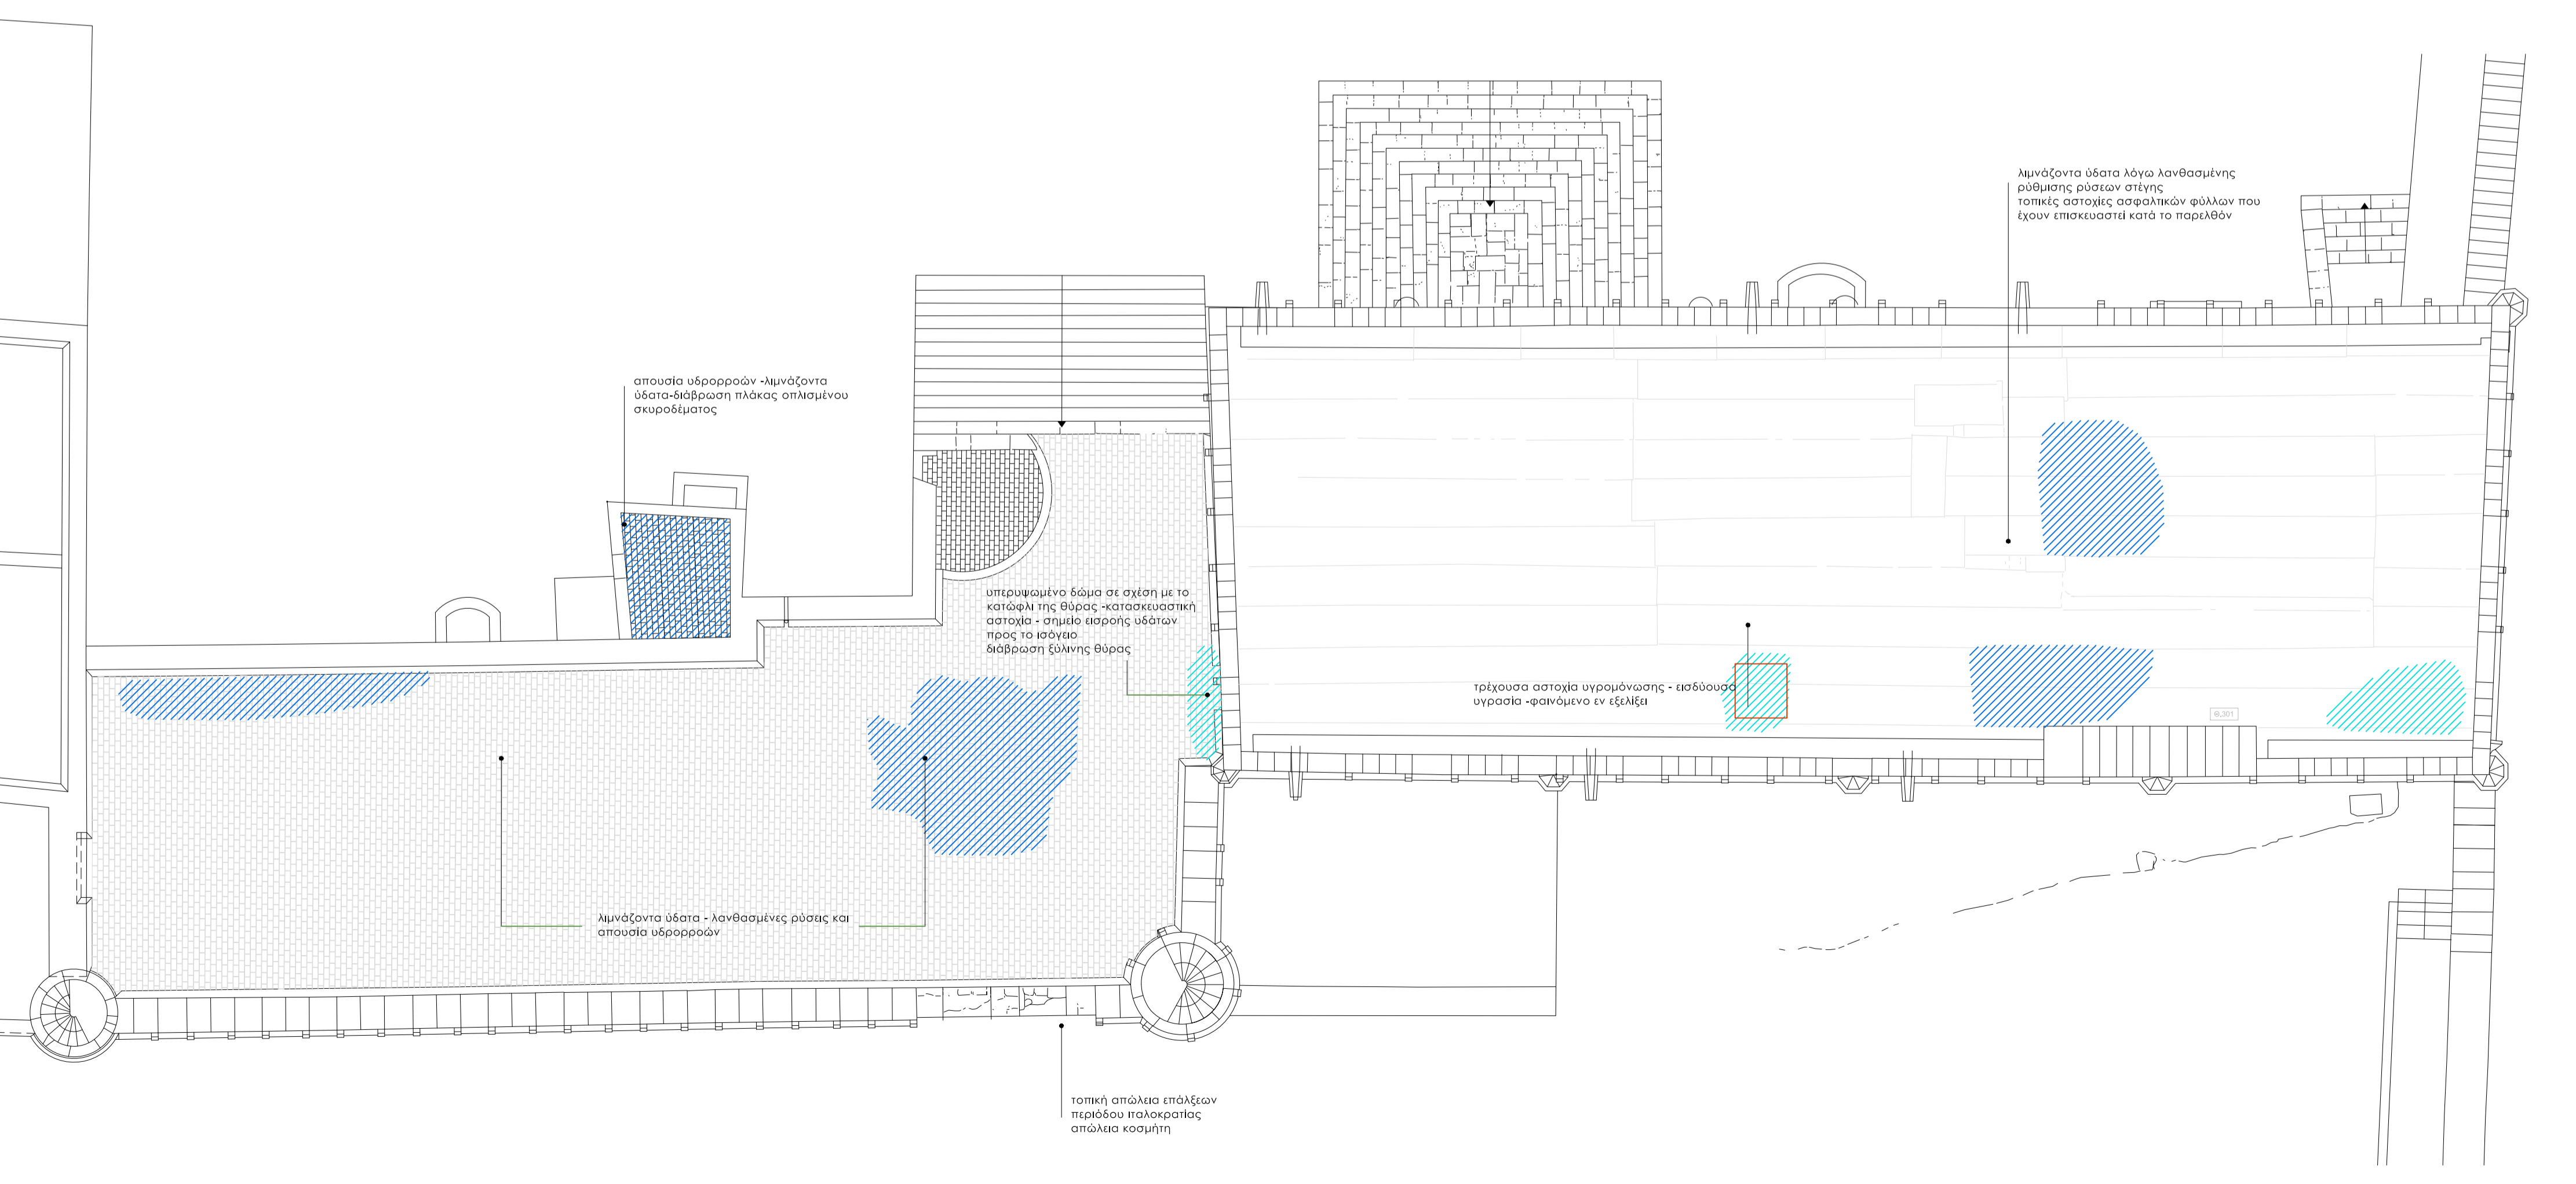 λιμνάζοντα ύδατα λόγω λανθασμένης
ρύθμισης ρύσεων στέγης
τοπικές αστοχίες ασφαλτικών φύλλων που
έχουν επισκευαστεί κατά το παρελθόν
απουσία υδρορροών -λιμνάζοντα
ύδατα-διάβρωση πλάκας οπλισμένου
σκυροδέματος
υπερυψωμένο δώμα σε σχέση με το
κατώφλι της θύρας -κατασκευαστική
αστοχία - σημείο εισροής υδάτων
προς το ισόγειο
διάβρωση ξύλινης θύρας
τρέχουσα αστοχία υγρομόνωσης - εισδύουσα
υγρασία -φαινόμενο εν εξελίξει
λιμνάζοντα ύδατα - λανθασμένες ρύσεις και
απουσία υδρορροών
τοπική απώλεια επάλξεων
περιόδου ιταλοκρατίας
απώλεια κοσμήτη